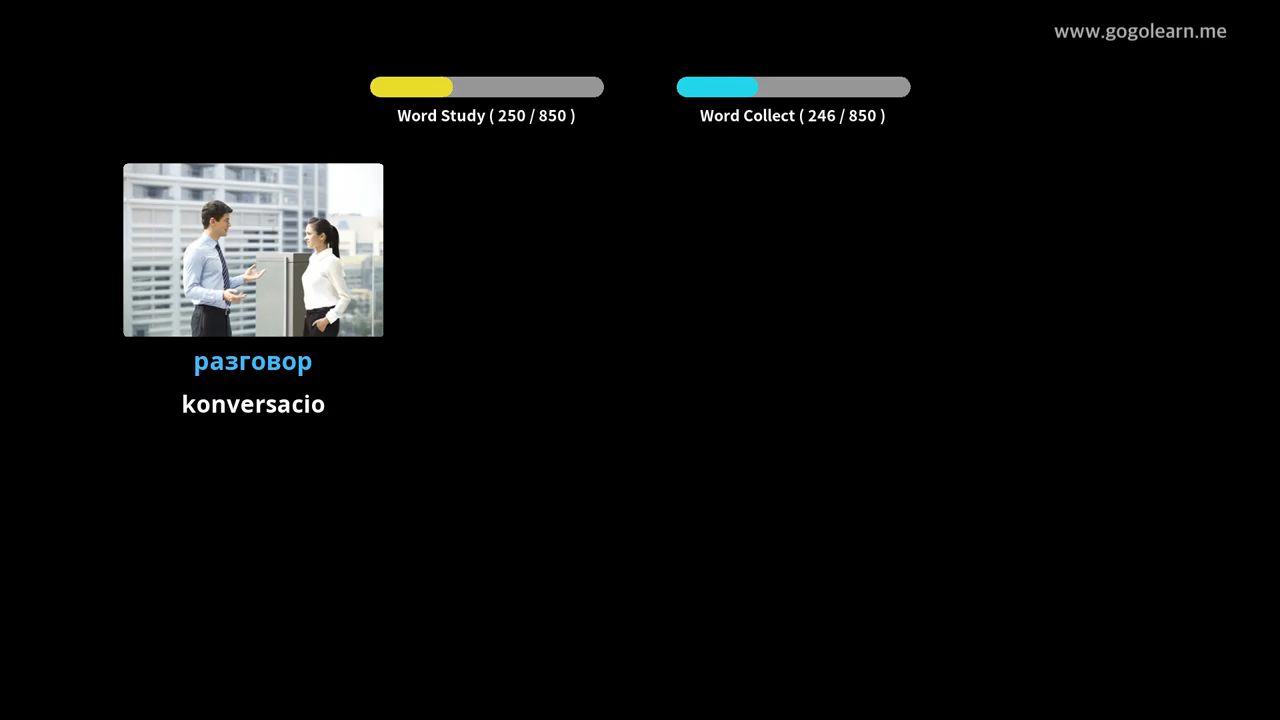 www.gogolearn.me
Word Study ( 250 / 850 )
Word Collect ( 246 / 850 )
разговор
konversacio